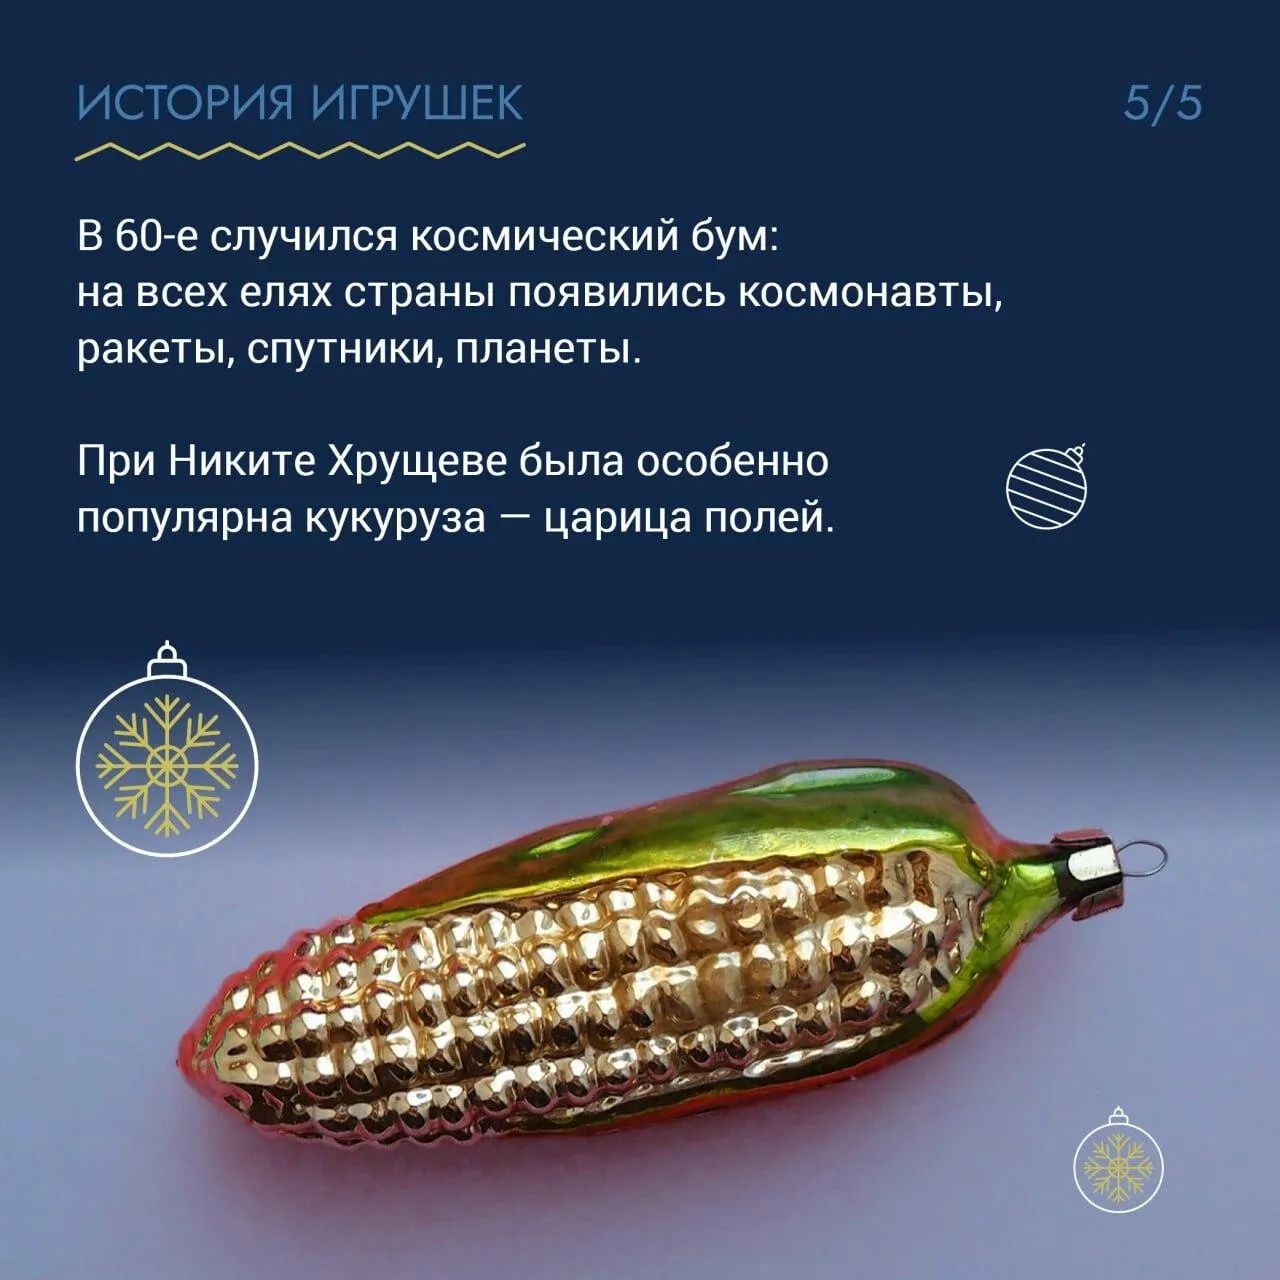 ИСТОРИЯ ИГРУШЕК
5/5
В 60-е случился космический бум:
на всех елях страны появились космонавты,
ракеты, спутники, планеты.
При Никите Хрущеве была особенно
популярна кукуруза — царица полей.